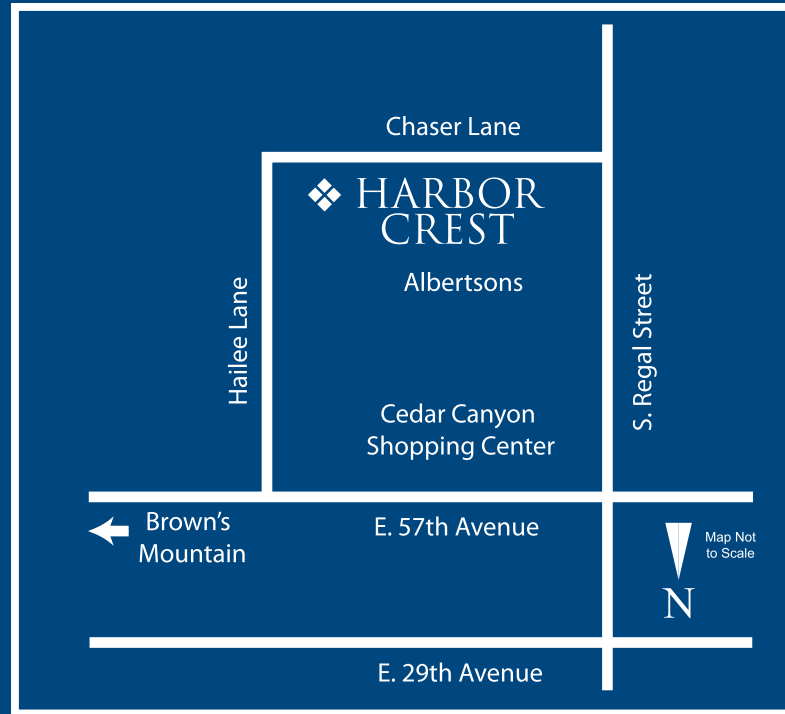 Chaser Lane
HARBOR
CREST
Albertsons
Hailee Lane
S. Regal Street
Cedar Canyon
Shopping Center
Brown's
Mountain
E. 57th Avenue
Map Not
to Scale
N
E. 29th Avenue